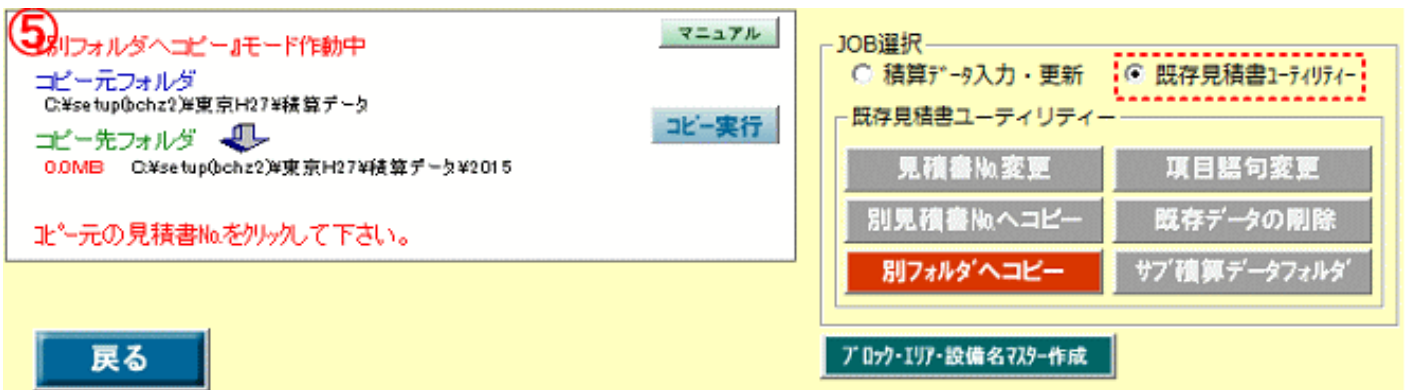 ⑤
『別フォルダへコピー』モード作動中
マニュアル
コピー元フォルダ
C:¥setup(bchz2)¥東京H27¥積算データ
コピー先フォルダ
コピー実行
0.0MB C:¥setup(bchz2)¥東京H27¥積算データ¥2015
コピー元の見積書No.をクリックして下さい。
戻る
JOB選択
積算データ入力・更新
既存見積書ユーティリティー
既存見積書ユーティリティー
見積書No.変更
項目語句変更
別見積書No.へコピー
既存データの削除
別フォルダへコピー
サブ積算データフォルダ
ブロック・エリア・設備名マスター作成